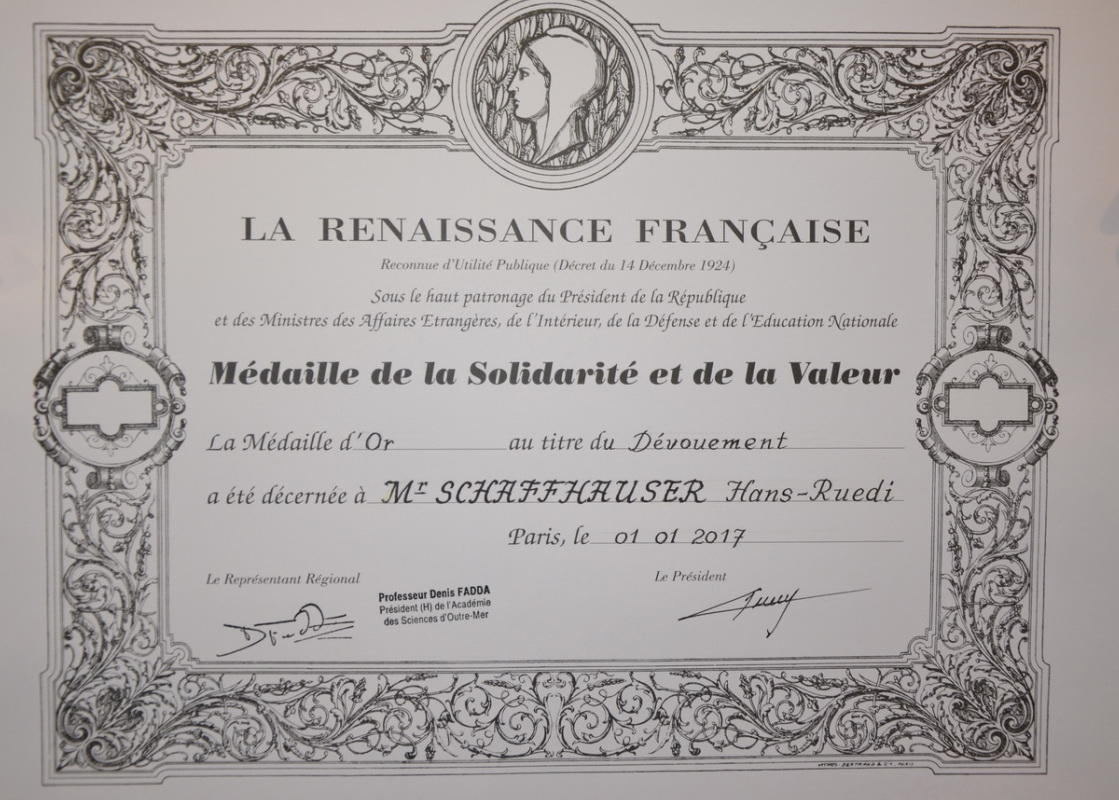 LA RENAISSANCE FRANÇAISE
Reconnue d'Utilité Publique (Décret du 14 Décembre 1924)
Sous le haut patronage du Président de la République
et des Ministres des Affaires Etrangères, de l'Intérieur, de la Défense et de l'Education Nationale
Médaille de la Solidarité et de la Valeur
La Médaille d'Or au titre du Dévouement
a été décernée à Mr SCHAFFHAUSER Hans-Ruedi
Paris, le 01 01 2017
Le Représentant Régional
Le Président
Professeur Denis FADDA
Président (H) de l'Académie
des Sciences d'Outre-Mer